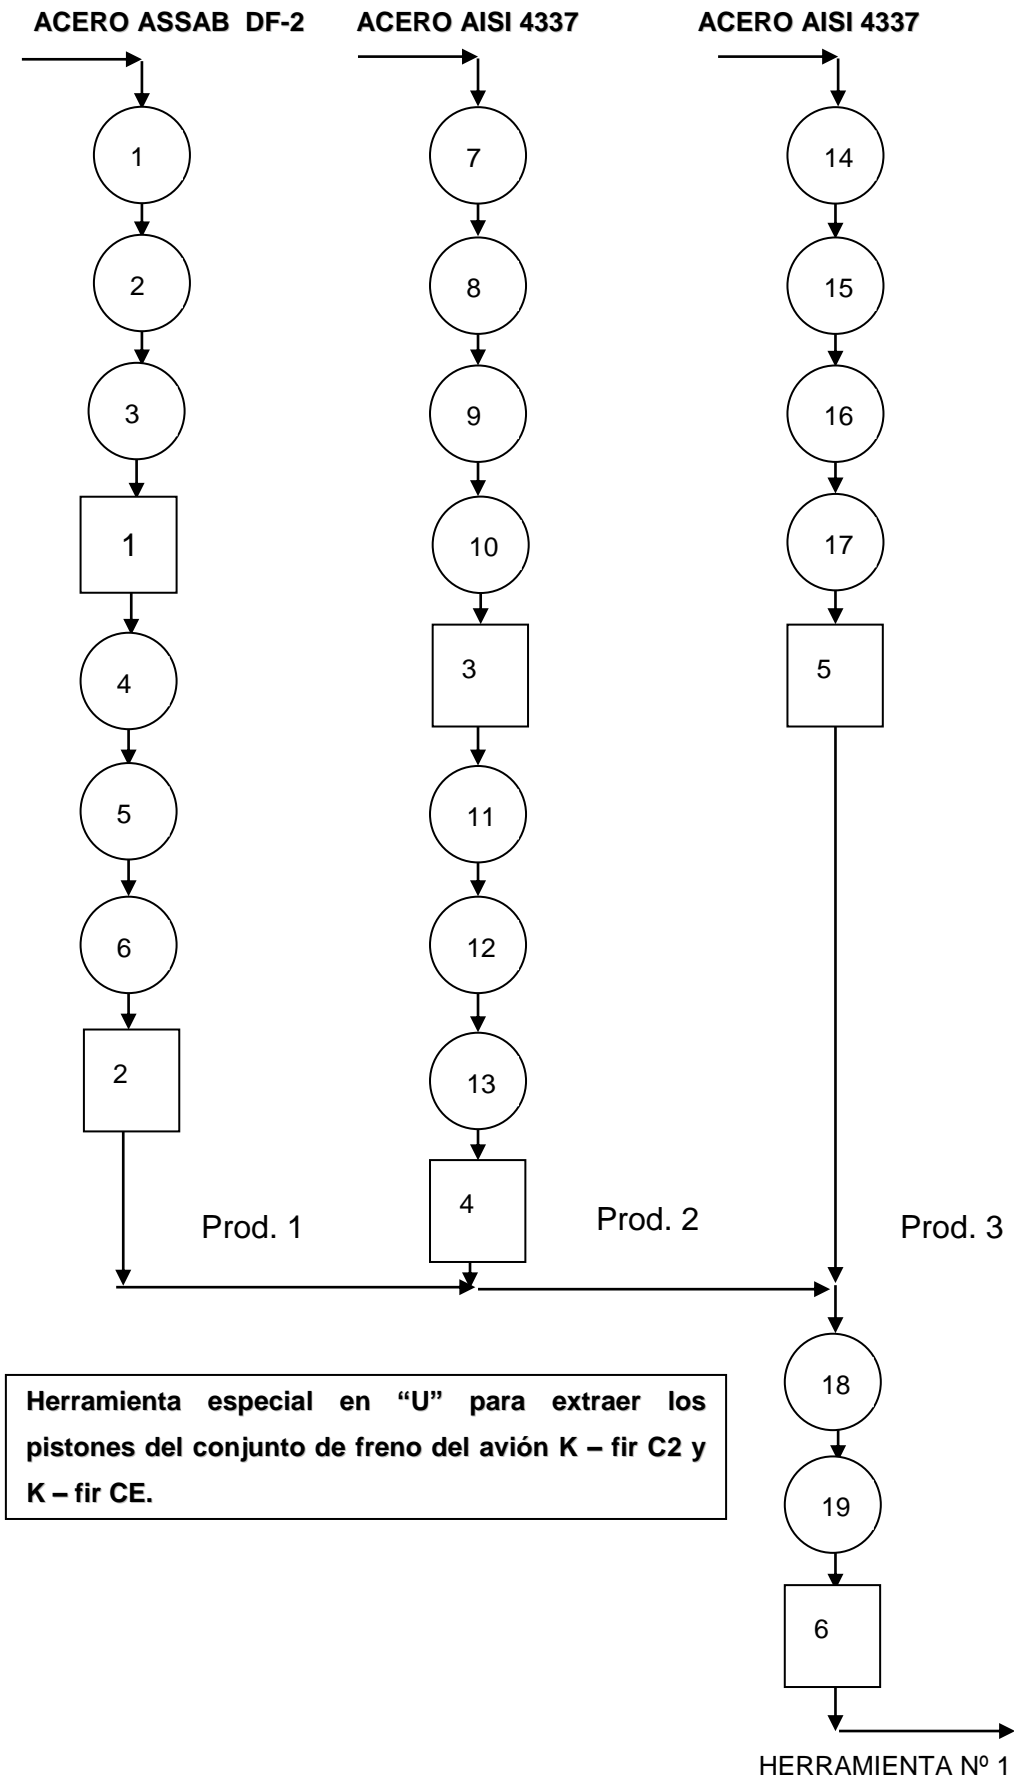 ACERO ASSAB DF-2
ACERO AISI 4337
ACERO AISI 4337
1
7
14
2
8
15
3
9
16
1
10
17
4
3
5
5
11
6
12
2
13
4
Prod. 1
Prod. 2
Prod. 3
18
Herramienta especial en “U” para extraer los
pistones del conjunto de freno del avión K – fir C2 y
K – fir CE.
19
6
HERRAMIENTA Nº 1